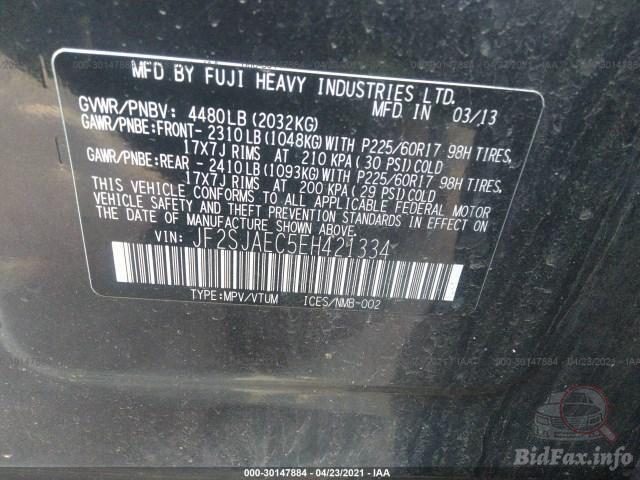 MFD BY FUJI HEAVY INDUSTRIES LTD.
GVWR/PNBV: 4480LB(2032KG) MFD IN 03/13
GAWR/PNBE:FRONT- 2310LB(1048KG)WITH P225/60R17 98H TIRES,
17X7J RIMS AT 210 KPA(30 PSI)COLD
GAWR/PNBE:REAR - 2410LB(1093KG)WITH P225/60R17 98H TIRES,
17X7J RIMS AT 200 KPA(29 PSI)COLD
THIS VEHICLE CONFORMS TO ALL APPLICABLE FEDERAL MOTOR
VEHICLE SAFETY AND THEFT PREVENTION STANDARDS IN EFFECT ON
THE DATE OF MANUFACTURE SHOWN ABOVE.
VIN: JF2SJAEC5EH421334
TYPE:MPV/VTUM ICES/NMB-002
BidFax.info
000-30147884 - 04/23/2021 - IAA